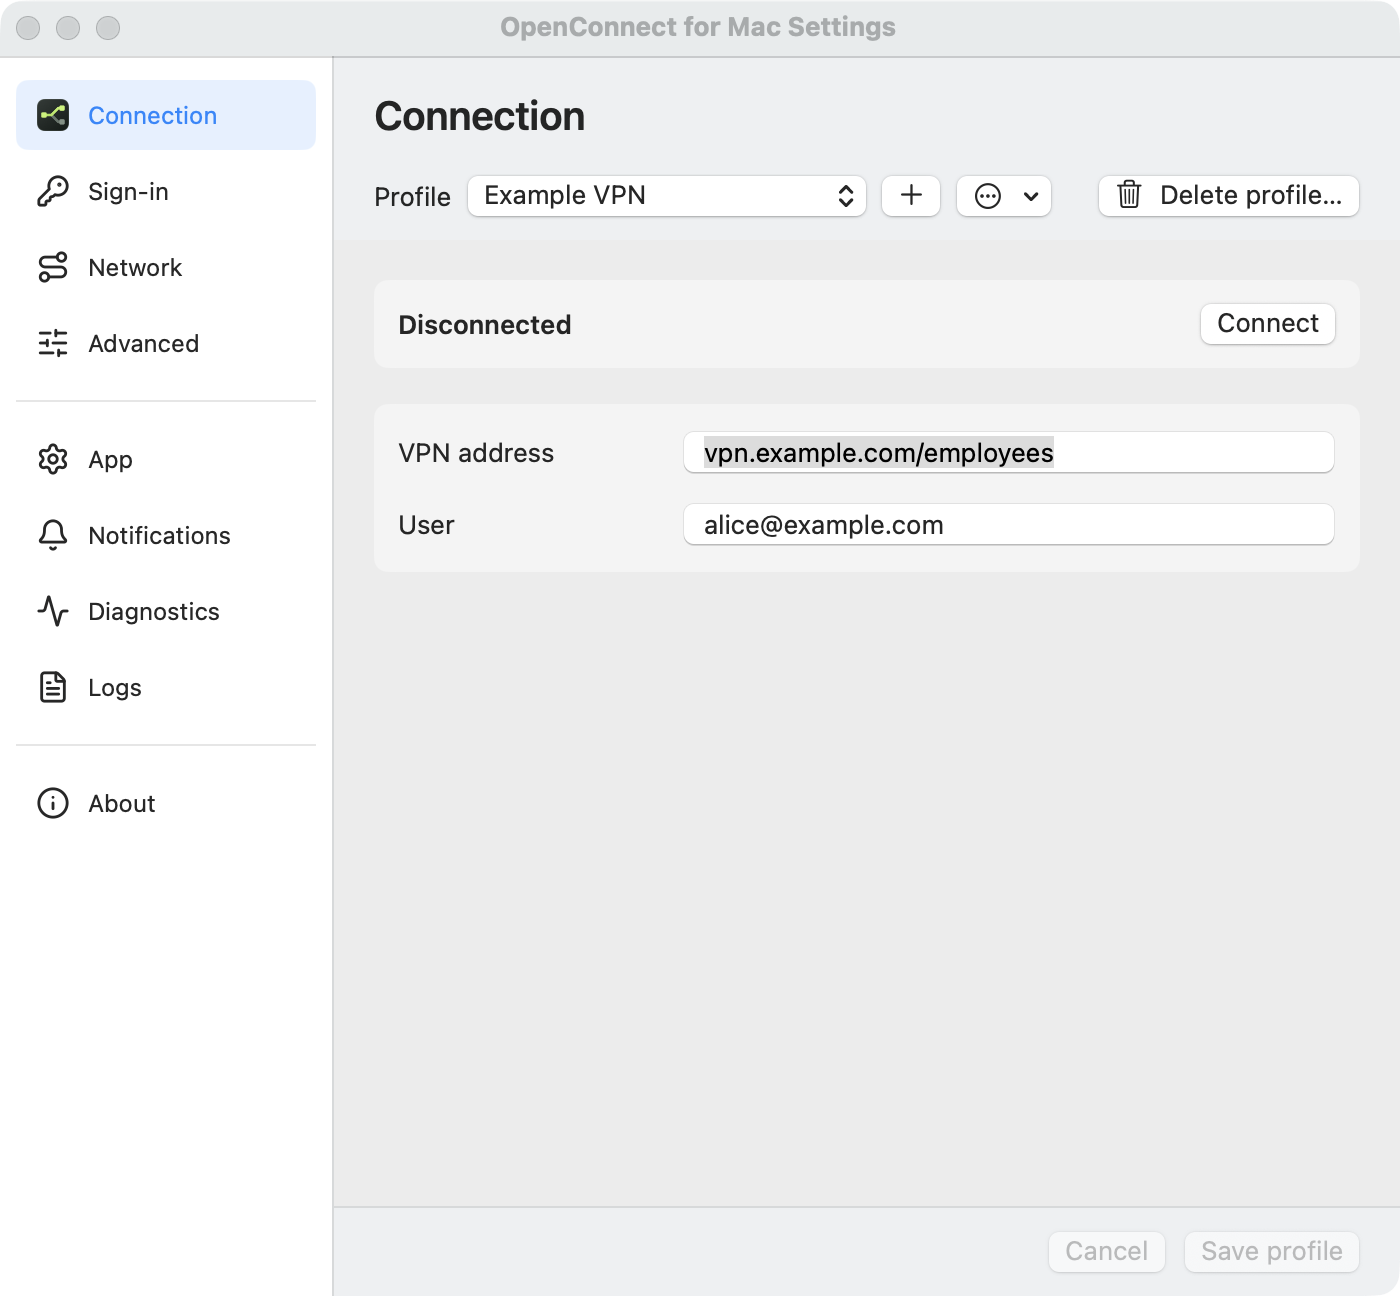 OpenConnect for Mac Settings
Connection
Sign-in
Network
Advanced
App
Notifications
Diagnostics
Logs
About
Connection
Profile Example VPN Delete profile...
Disconnected Connect
VPN address vpn.example.com/employees
User alice@example.com
Cancel Save profile